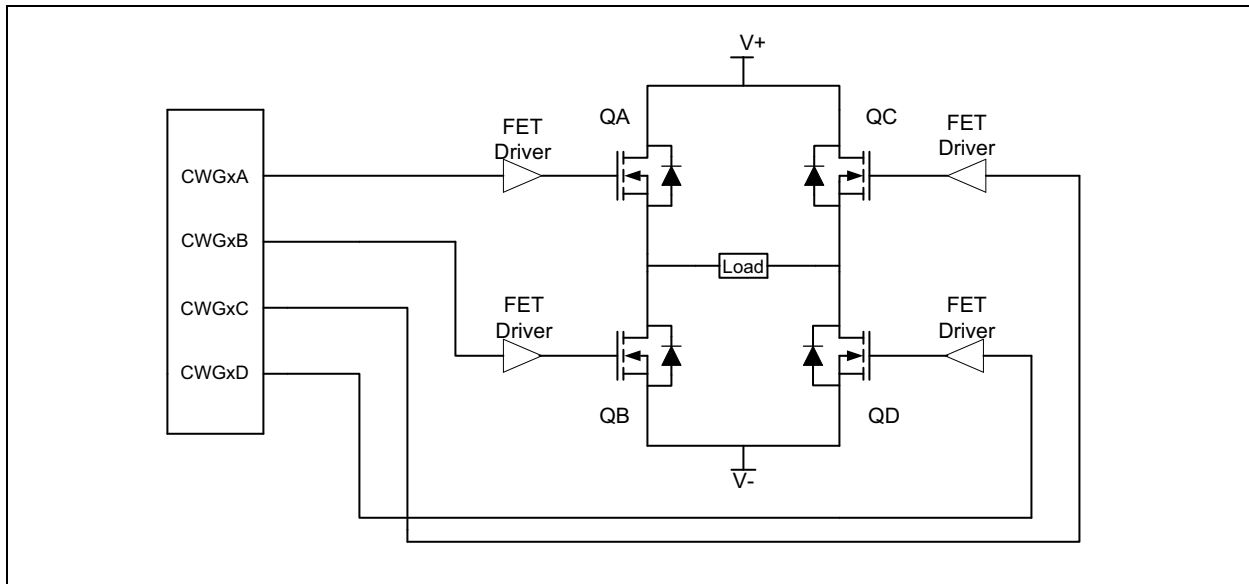 V+
QA
QC
FET
Driver
FET
Driver
CWGxA
CWGxB
Load
CWGxC
FET
Driver
FET
Driver
CWGxD
QB
QD
V-